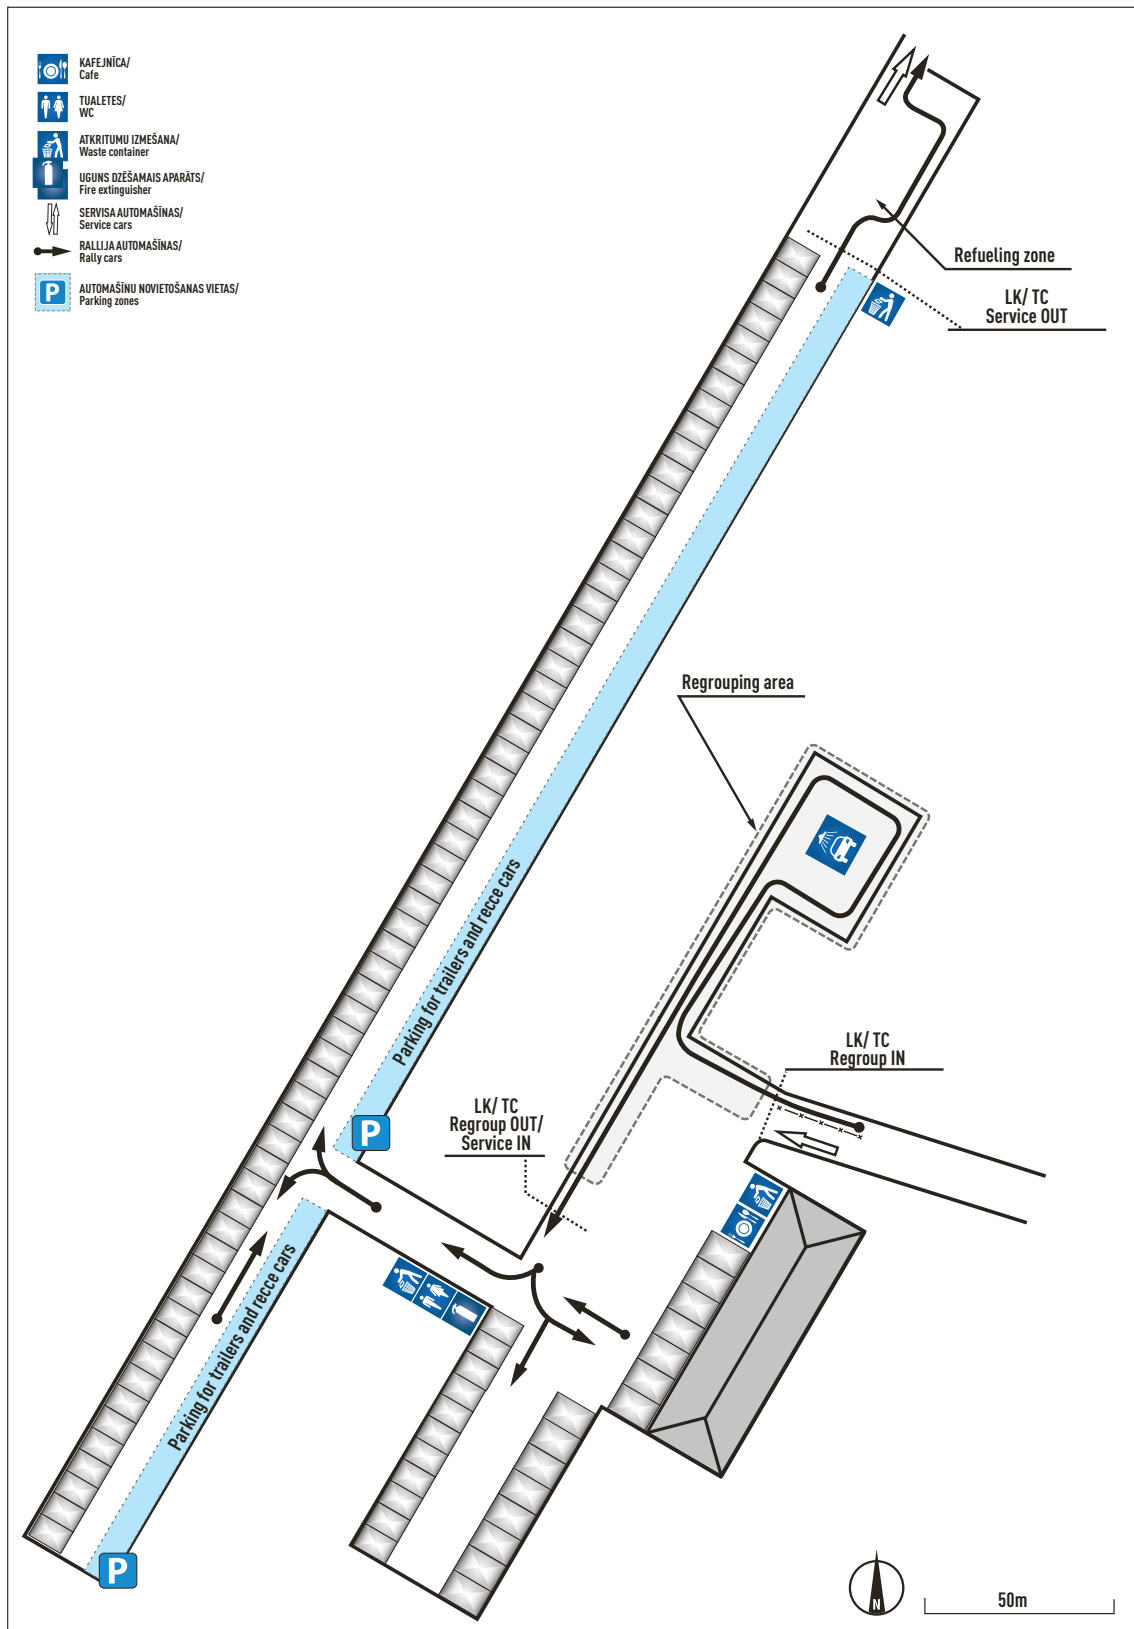 KAFEJNĪCA/
Cafe
TUALETES/
WC
ATKRITUMU IZMEŠANA/
Waste container
UGUNS DZĒŠAMAIS APARĀTS/
Fire extinguisher
SERVISA AUTOMAŠĪNAS/
Service cars
RALLIJA AUTOMAŠĪNAS/
Rally cars
P
AUTOMAŠĪNU NOVIETOŠANAS VIETAS/
Parking zones
Refueling zone
LK/ TC
Service OUT
Regrouping area
Parking for trailers and recce cars
LK/ TC
Regroup IN
LK/ TC
Regroup OUT/
Service IN
P
Parking for trailers and recce cars
P
N
50m